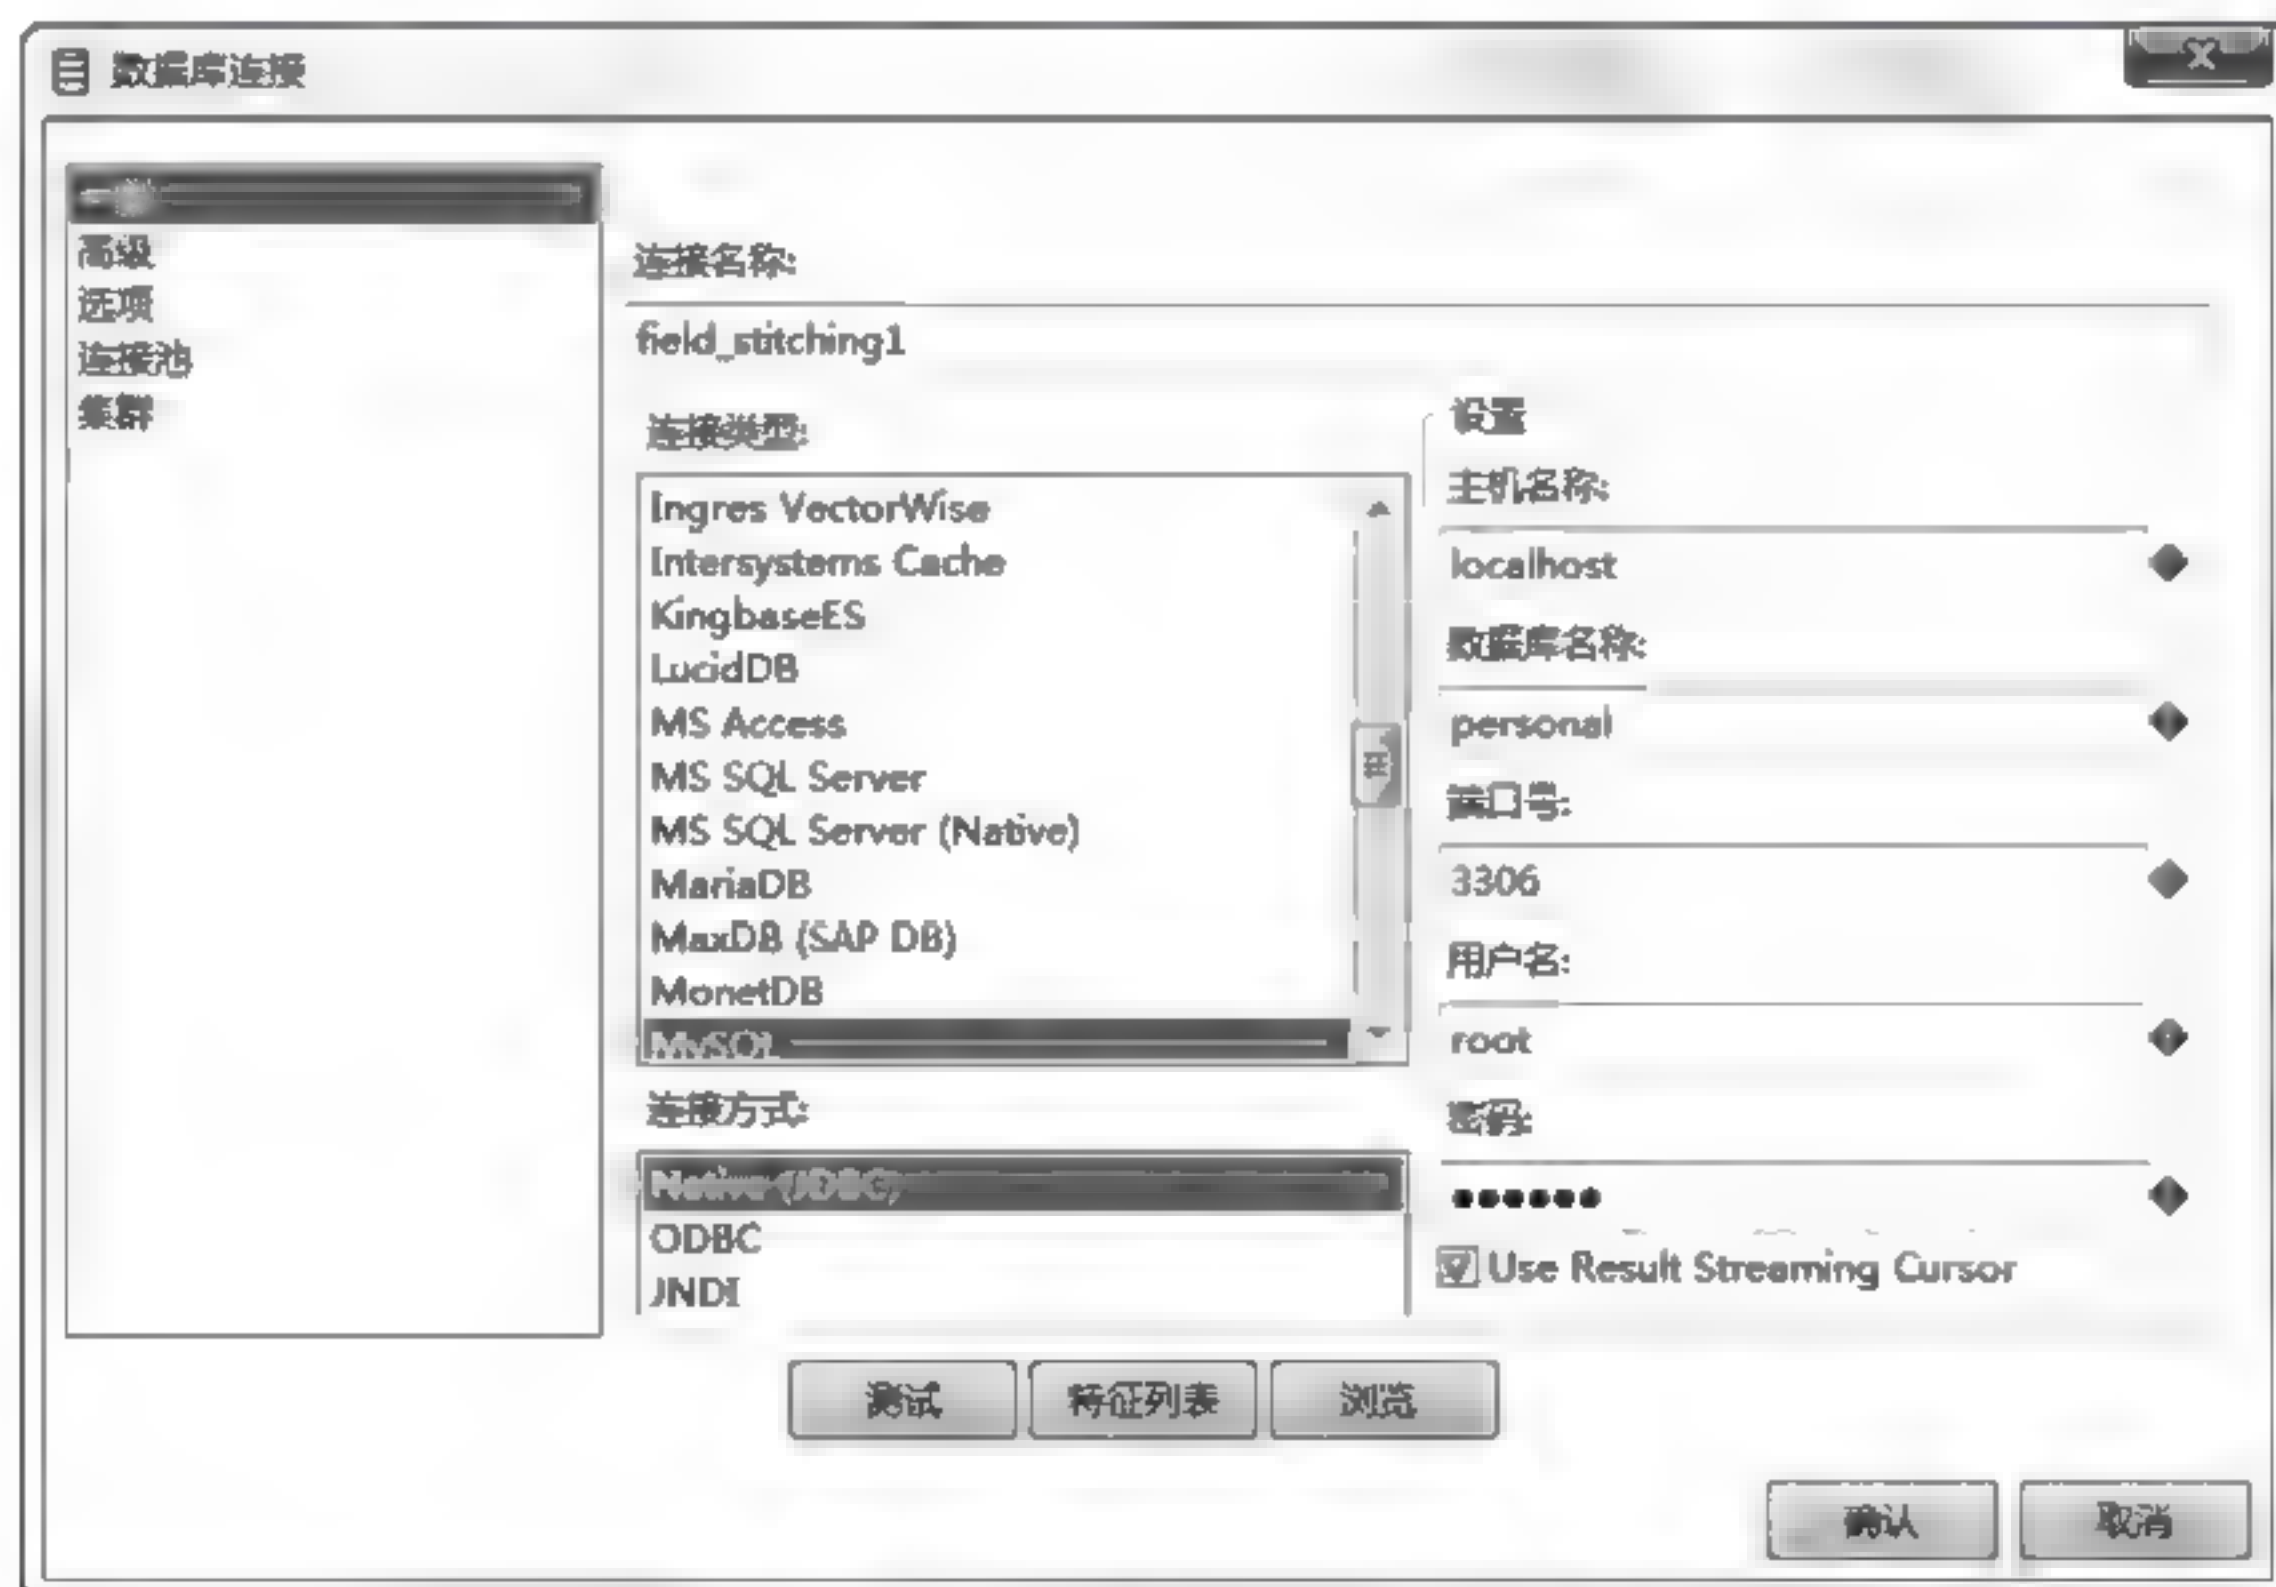 数据库连接
一般
高级
选项
连接池
集群
连接名称:
field_stitching1
连接类型:
Ingres VectorWise
Intersystems Cache
KingbaseES
LucidDB
MS Access
MS SQL Server
MS SQL Server (Native)
MariaDB
MaxDB (SAP DB)
MonetDB
MySQL
连接方式:
Native (JDBC)
ODBC
JNDI
设置
主机名称:
localhost
数据库名称:
personal
端口号:
3306
用户名:
root
密码:
●●●●●●
Use Result Streaming Cursor
测试
特征列表
浏览
确认
取消